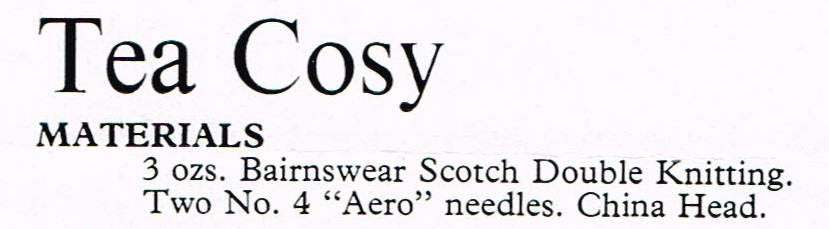 Tea Cosy
MATERIALS
3 ozs. Bairnswear Scotch Double Knitting.
Two No. 4 “Aero” needles. China Head.